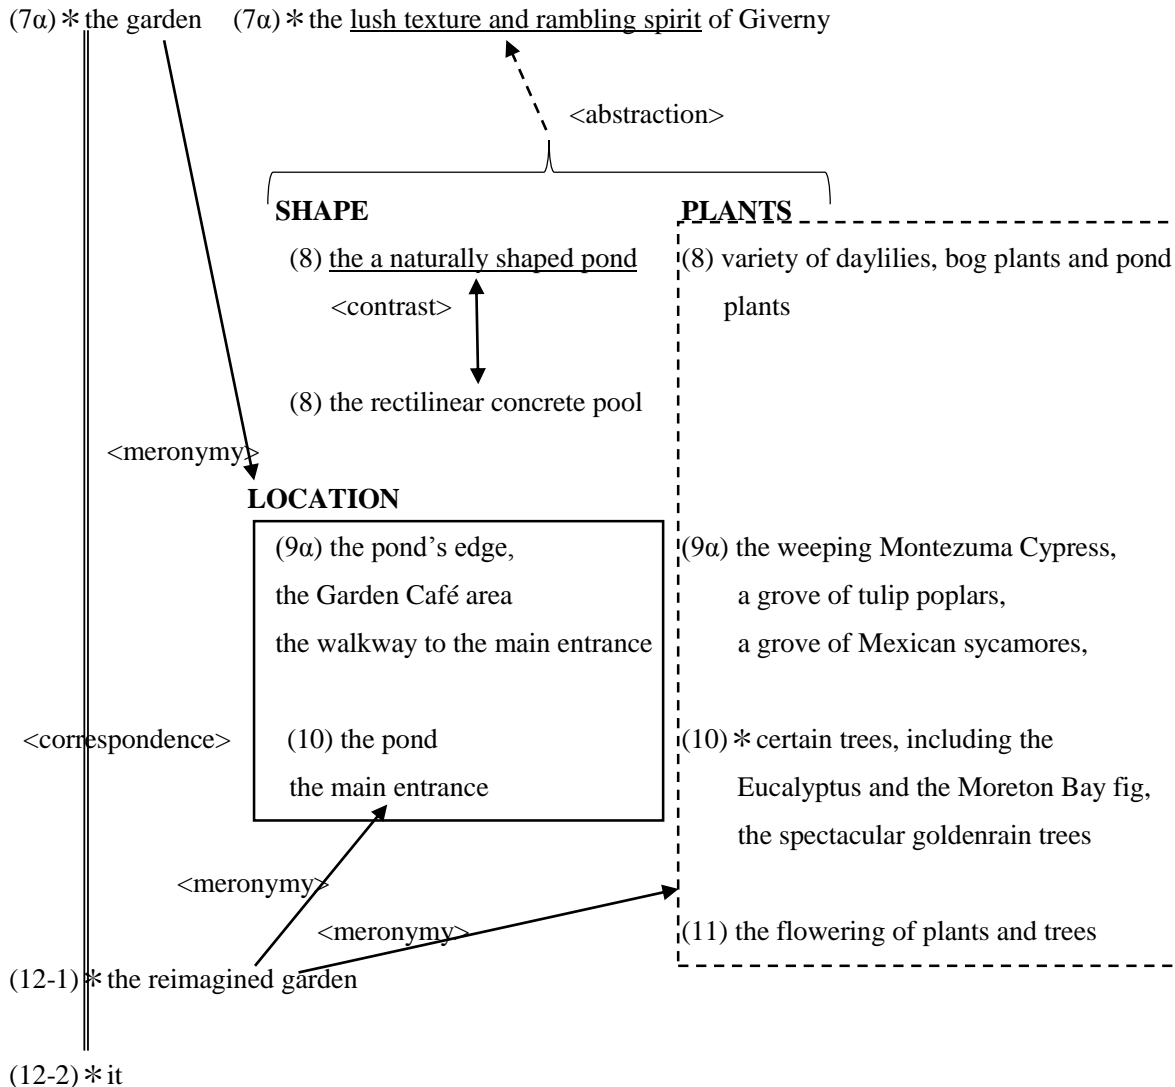 (7α)＊the garden (7α)＊the lush texture and rambling spirit of Giverny
<abstraction>
SHAPE PLANTS
(8) the a naturally shaped pond (8) variety of daylilies, bog plants and pond
<contrast> plants
(8) the rectilinear concrete pool
<meronymy>
LOCATION
(9α) the pond’s edge, (9α) the weeping Montezuma Cypress,
the Garden Café area a grove of tulip poplars,
the walkway to the main entrance a grove of Mexican sycamores,
<correspondence> (10) the pond (10)＊certain trees, including the
the main entrance Eucalyptus and the Moreton Bay fig,
the spectacular goldenrain trees
<meronymy>
<meronymy> (11) the flowering of plants and trees
(12-1)＊the reimagined garden
(12-2)＊it